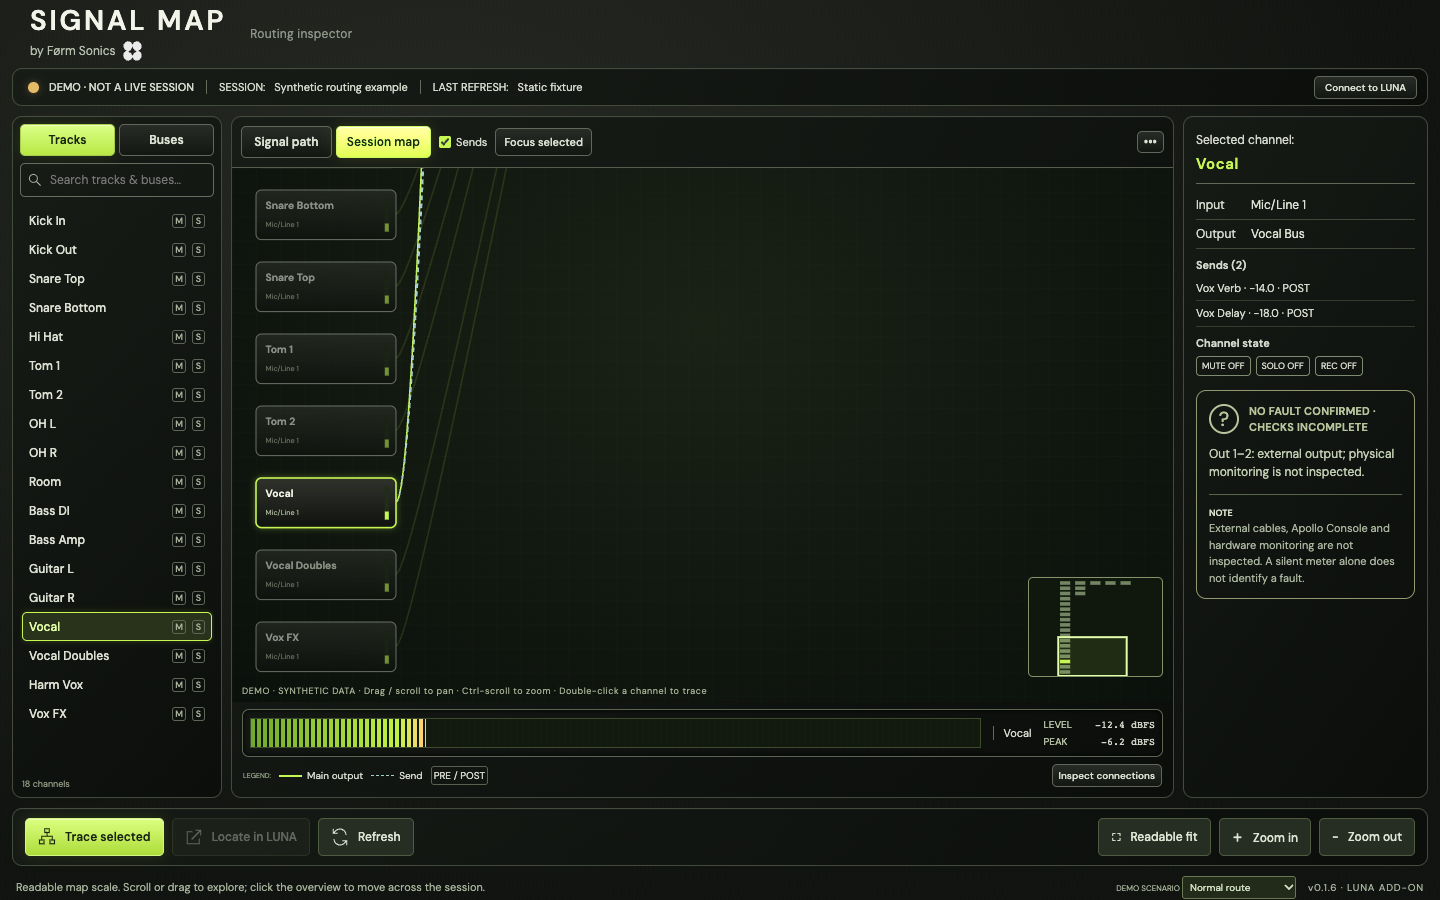 SIGNAL MAP
byFørm Sonics
Routing inspector
DEMO · NOT A LIVE SESSION
SESSION: Synthetic routing example
LAST REFRESH: Static fixture
Connect to LUNA
Tracks
Buses
Search tracks & buses...
Kick In M S
Kick Out M S
Snare Top M S
Snare Bottom M S
Hi Hat M S
Tom 1 M S
Tom 2 M S
OH L M S
OH R M S
Room M S
Bass DI M S
Bass Amp M S
Guitar L M S
Guitar R M S
Vocal M S
Vocal Doubles M S
Harm Vox M S
Vox FX M S
18 channels
Signal path
Session map
Sends
Focus selected
•••
Snare Bottom
Mic/Line 1
Snare Top
Mic/Line 1
Tom 1
Mic/Line 1
Tom 2
Mic/Line 1
Vocal
Mic/Line 1
Vocal Doubles
Mic/Line 1
Vox FX
Mic/Line 1
DEMO · SYNTHETIC DATA · Drag / scroll to pan · Ctrl-scroll to zoom · Double-click a channel to trace
Vocal
LEVEL -12.4 dBFS
PEAK -6.2 dBFS
LEGEND: Main output Send PRE / POST
Inspect connections
Selected channel:
Vocal
Input Mic/Line 1
Output Vocal Bus
Sends (2)
Vox Verb · -14.0 · POST
Vox Delay · -18.0 · POST
Channel state
MUTE OFF SOLO OFF REC OFF
?
NO FAULT CONFIRMED ·
CHECKS INCOMPLETE
Out 1–2: external output; physical
monitoring is not inspected.
NOTE
External cables, Apollo Console and
hardware monitoring are not
inspected. A silent meter alone does
not identify a fault.
Trace selected
Locate in LUNA
Refresh
Readable fit
+ Zoom in
- Zoom out
Readable map scale. Scroll or drag to explore; click the overview to move across the session.
DEMO SCENARIO Normal route
v0.1.6 · LUNA ADD-ON